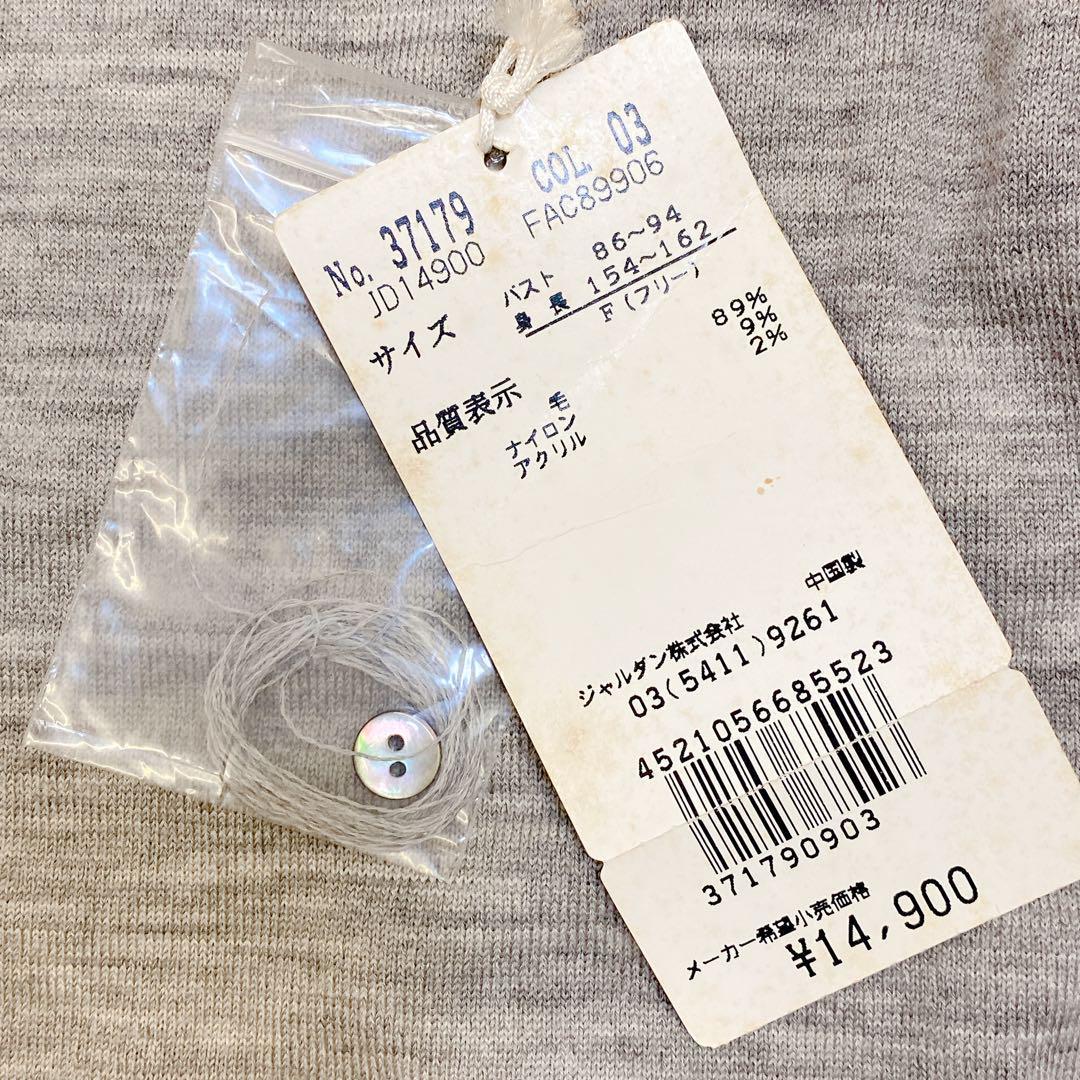 No. 37179 COL 03
JD14900 FAC89906
サイズ バスト 86~94
身長 154~162
F(フリー)
品質表示 毛 89%
ナイロン 9%
アクリル 2%
中国製
ジャルダン株式会社
03(5411)9261
4521056685523
371790903
メーカー希望小売価格
¥14,900